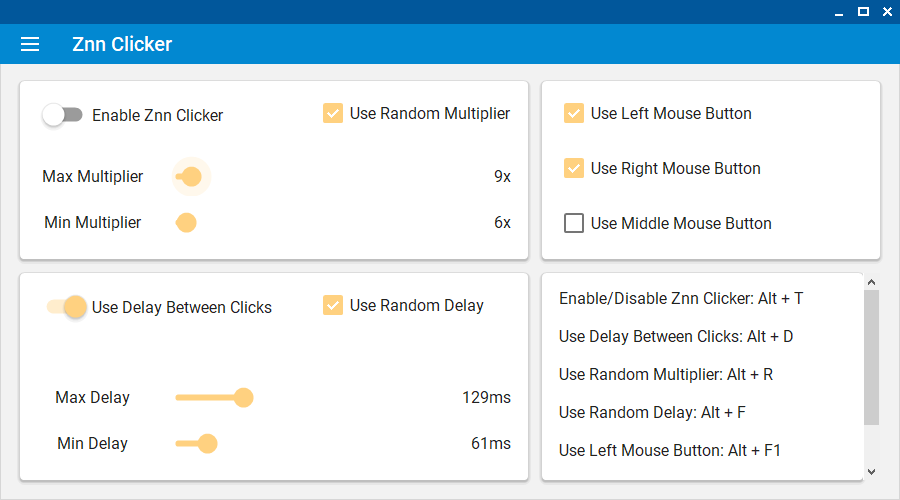 Znn Clicker
Enable Znn Clicker
Use Random Multiplier
Max Multiplier 9x
Min Multiplier 6x
Use Left Mouse Button
Use Right Mouse Button
Use Middle Mouse Button
Use Delay Between Clicks
Use Random Delay
Max Delay 129ms
Min Delay 61ms
Enable/Disable Znn Clicker: Alt + T
Use Delay Between Clicks: Alt + D
Use Random Multiplier: Alt + R
Use Random Delay: Alt + F
Use Left Mouse Button: Alt + F1